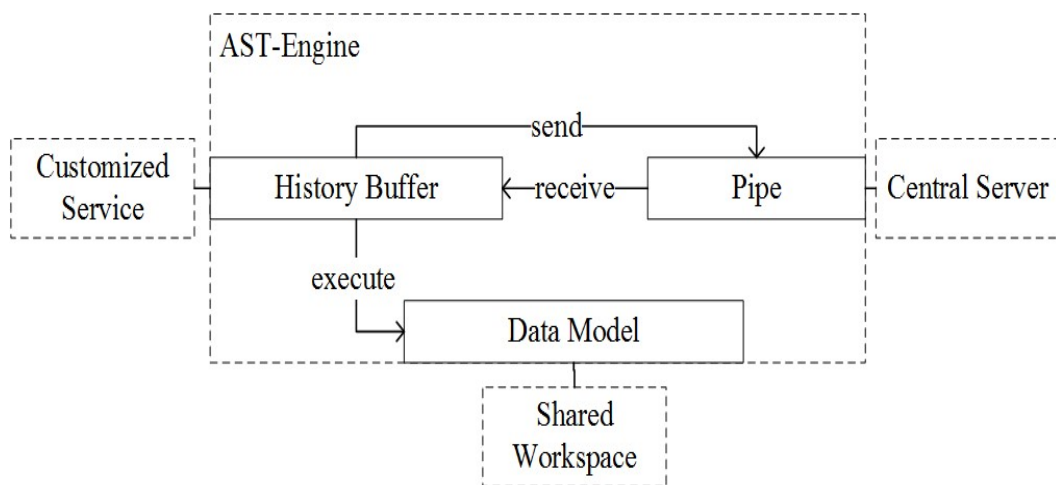 AST-Engine
send
Customized
Service
History Buffer
receive
Pipe
Central Server
execute
Data Model
Shared
Workspace